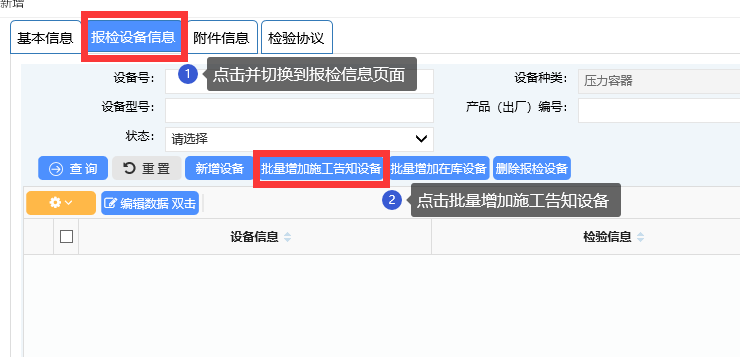 新增
基本信息 报检设备信息 附件信息 检验协议
设备号: 1 点击并切换到报检信息页面 设备种类: 压力容器
设备型号: 产品（出厂）编号:
状态: 请选择
查询 重置 新增设备 批量增加施工告知设备 批量增加在库设备 删除报检设备
编辑数据 双击 2 点击批量增加施工告知设备
设备信息 检验信息